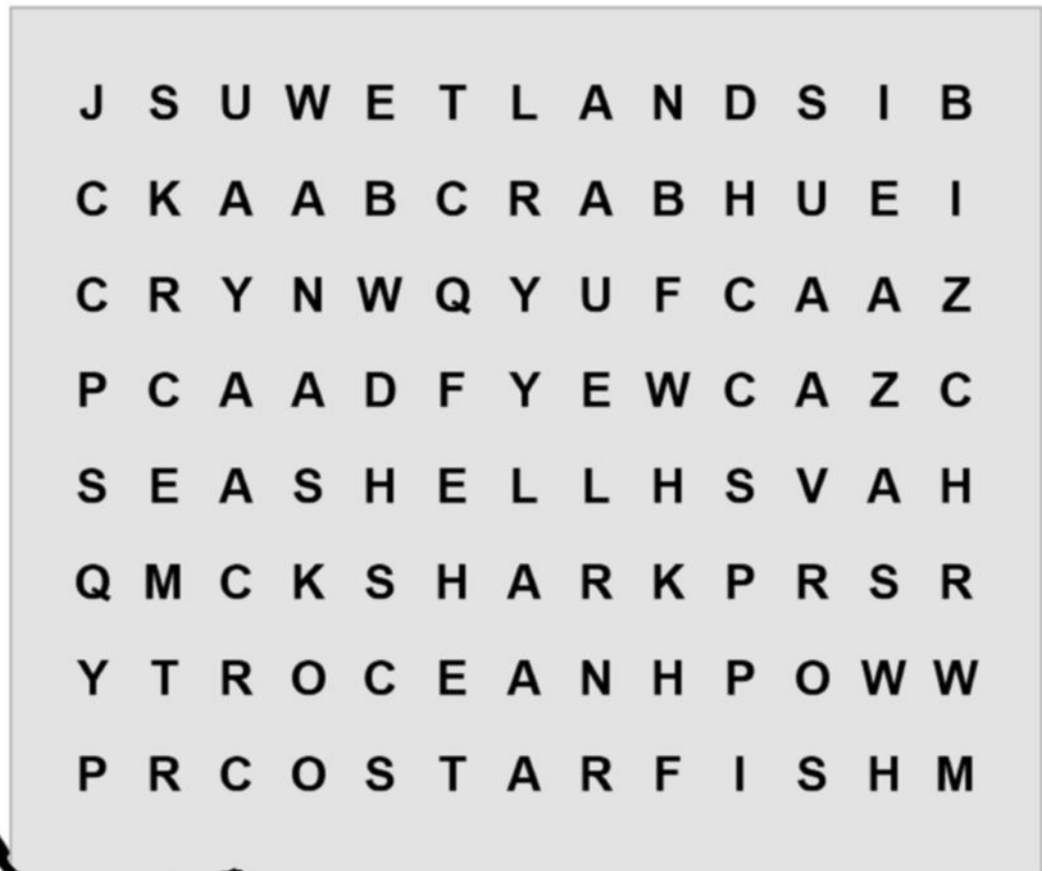 J S U W E T L A N D S I B
C K A A B C R A B H U E I
C R Y N W Q Y U F C A A Z
P C A A D F Y E W C A Z C
S E A S H E L L H S V A H
Q M C K S H A R K P R S R
Y T R O C E A N H P O W W
P R C O S T A R F I S H M